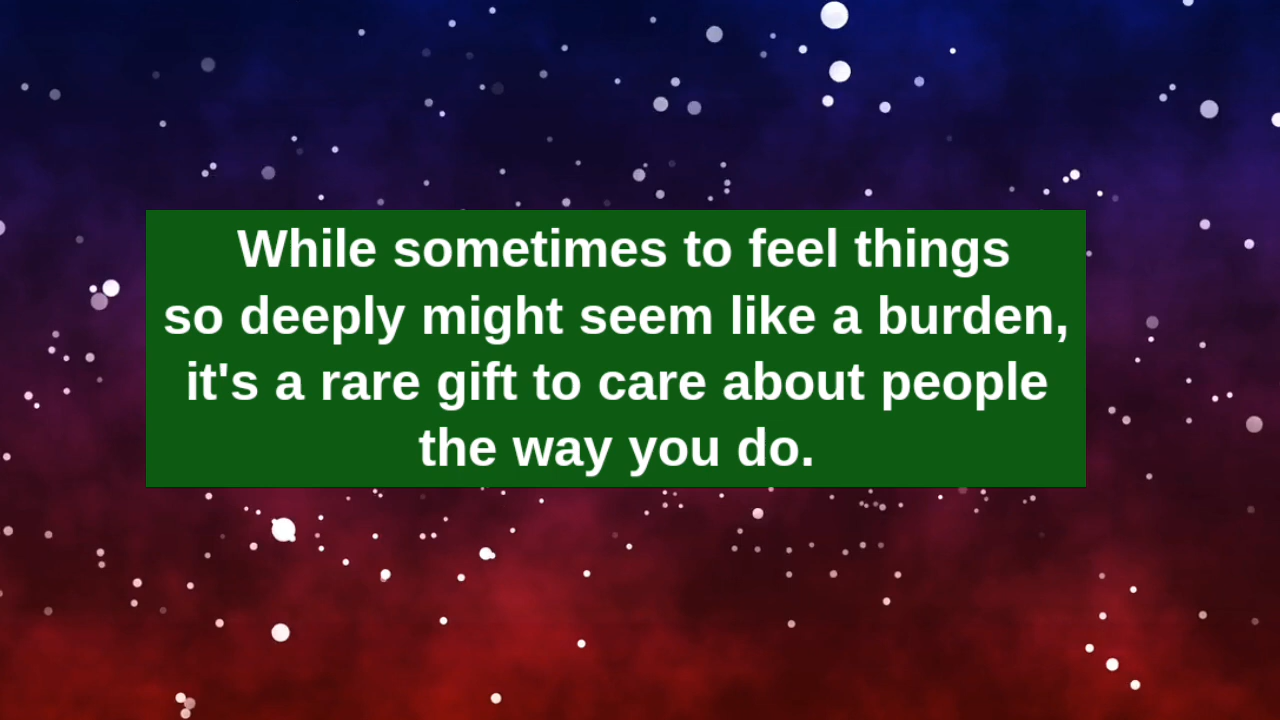 While sometimes to feel things
so deeply might seem like a burden,
it's a rare gift to care about people
the way you do.